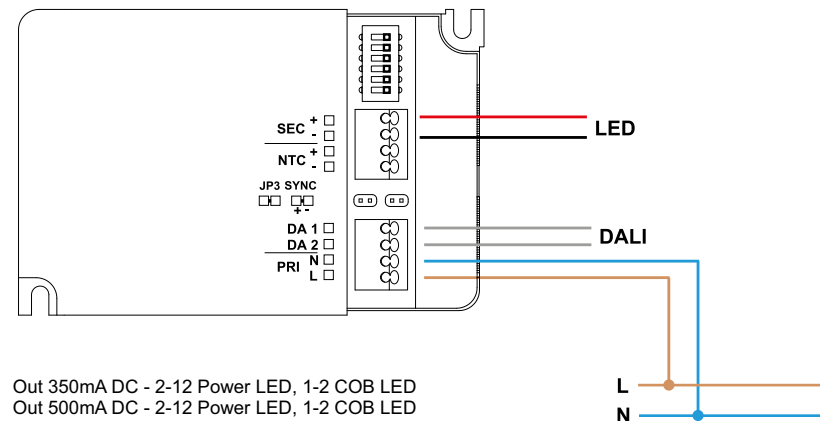 SEC + -
LED
NTC + -
JP3 SYNC
+ -
DA 1
DA 2
DALI
PRI N
L
Out 350mA DC - 2-12 Power LED, 1-2 COB LED
Out 500mA DC - 2-12 Power LED, 1-2 COB LED
L
N